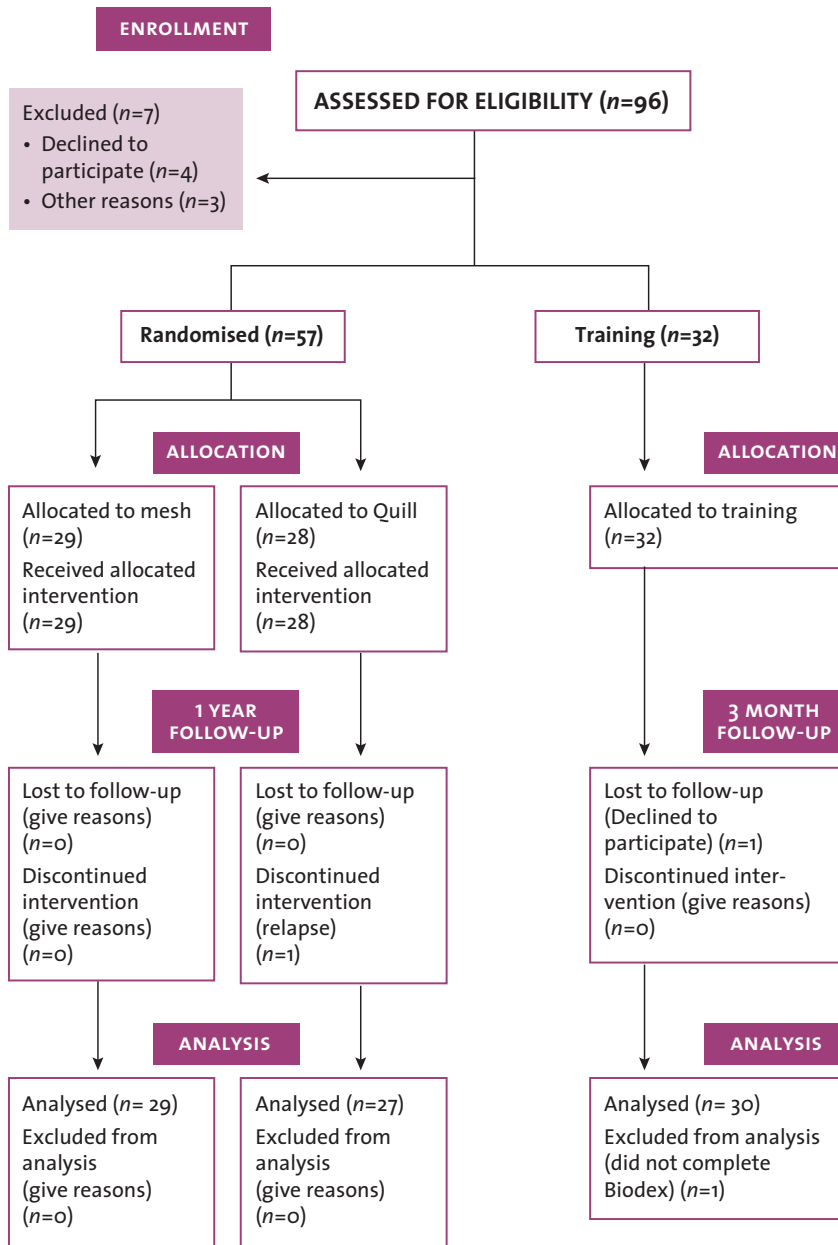 ENROLLMENT
ASSESSED FOR ELIGIBILITY (n=96)
Excluded (n=7)
• Declined to
participate (n=4)
• Other reasons (n=3)
Randomised (n=57)
Training (n=32)
ALLOCATION
ALLOCATION
Allocated to mesh
(n=29)
Received allocated
intervention
(n=29)
Allocated to Quill
(n=28)
Received allocated
intervention
(n=28)
Allocated to training
(n=32)
1 YEAR
FOLLOW-UP
3 MONTH
FOLLOW-UP
Lost to follow-up
(give reasons)
(n=0)
Discontinued
intervention
(give reasons)
(n=0)
Lost to follow-up
(give reasons)
(n=0)
Discontinued
intervention
(relapse)
(n=1)
Lost to follow-up
(Declined to
participate) (n=1)
Discontinued inter-
vention (give reasons)
(n=0)
ANALYSIS
ANALYSIS
Analysed (n= 29)
Excluded from
analysis
(give reasons)
(n=0)
Analysed (n=27)
Excluded from
analysis
(give reasons)
(n=0)
Analysed (n= 30)
Excluded from analysis
(did not complete
Biodex) (n=1)